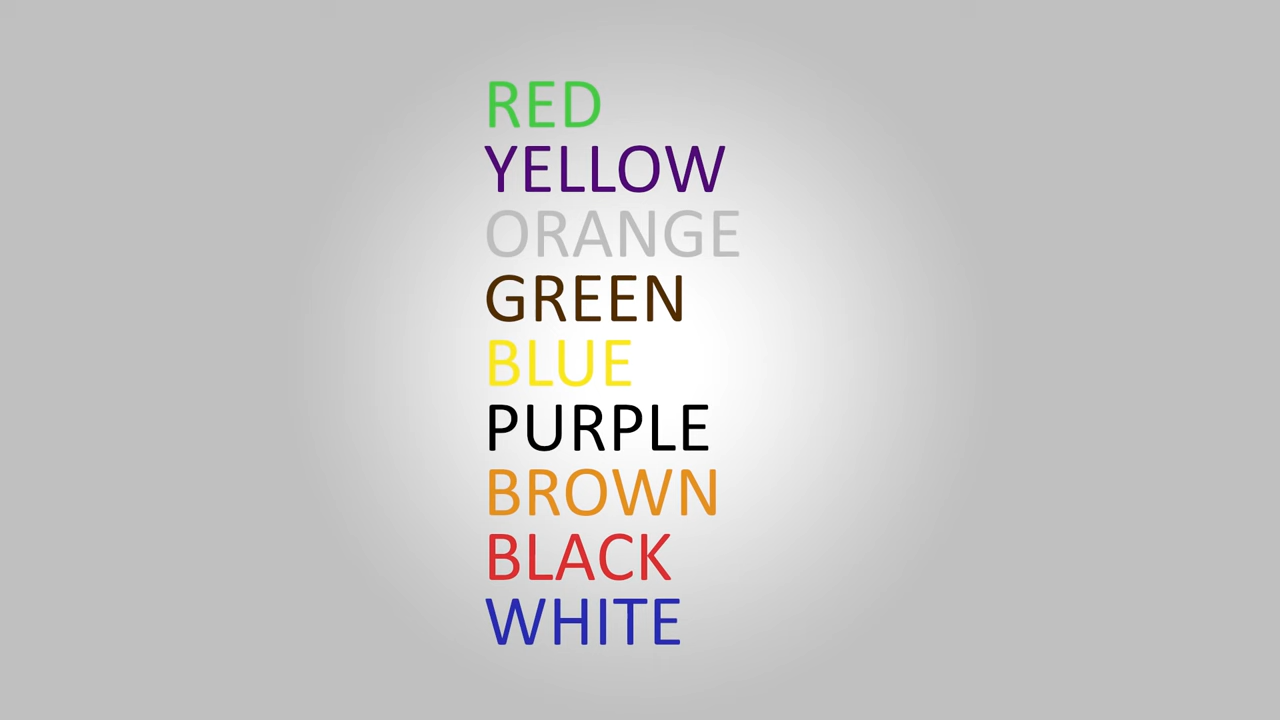 RED
YELLOW
ORANGE
GREEN
BLUE
PURPLE
BROWN
BLACK
WHITE